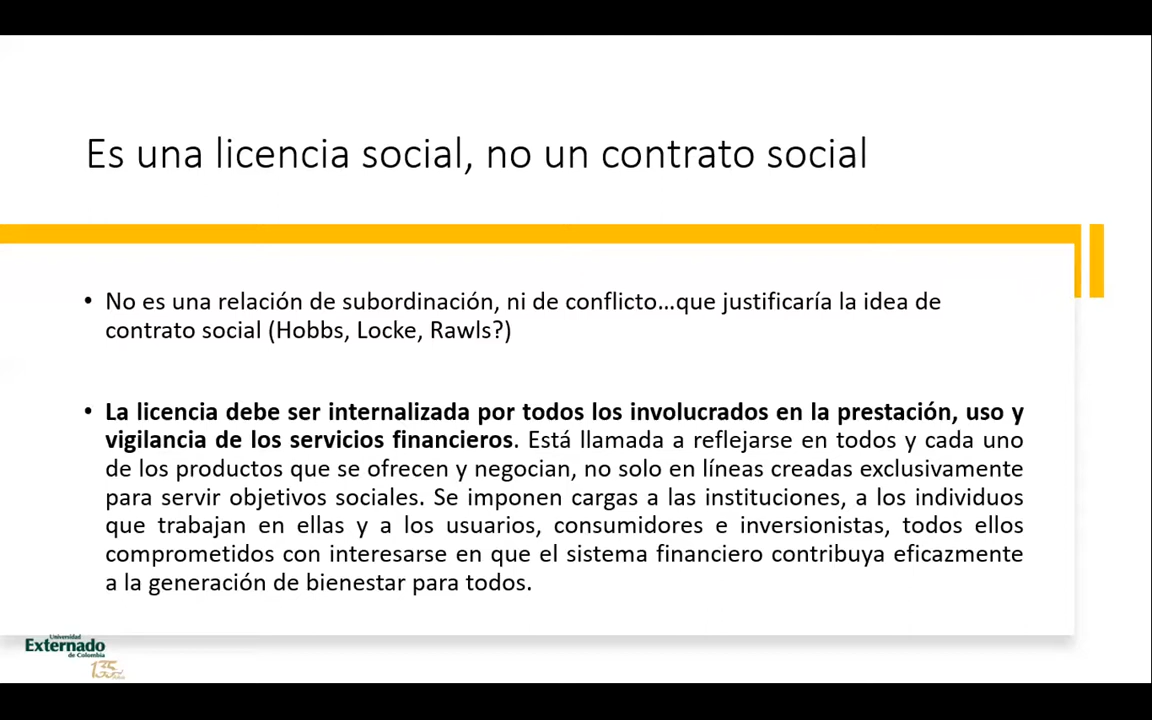 Es una licencia social, no un contrato social
• No es una relación de subordinación, ni de conflicto...que justificaría la idea de
contrato social (Hobbs, Locke, Rawls?)
• La licencia debe ser internalizada por todos los involucrados en la prestación, uso y
vigilancia de los servicios financieros. Está llamada a reflejarse en todos y cada uno
de los productos que se ofrecen y negocian, no solo en líneas creadas exclusivamente
para servir objetivos sociales. Se imponen cargas a las instituciones, a los individuos
que trabajan en ellas y a los usuarios, consumidores e inversionistas, todos ellos
comprometidos con interesarse en que el sistema financiero contribuya eficazmente
a la generación de bienestar para todos.
Universidad
Externado
de Colombia
135